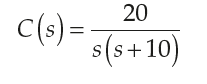 C(s) = 20 / s(s+10)